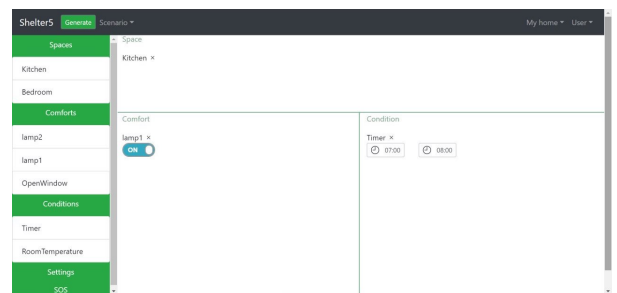 Shelter5 Generate Scenario My home User
Spaces
Kitchen
Bedroom
Comforts
lamp2
lamp1
OpenWindow
Conditions
Timer
RoomTemperature
Settings
SOS
Space
Kitchen ×
Comfort
lamp1 ×
ON
Condition
Timer ×
07:00 08:00